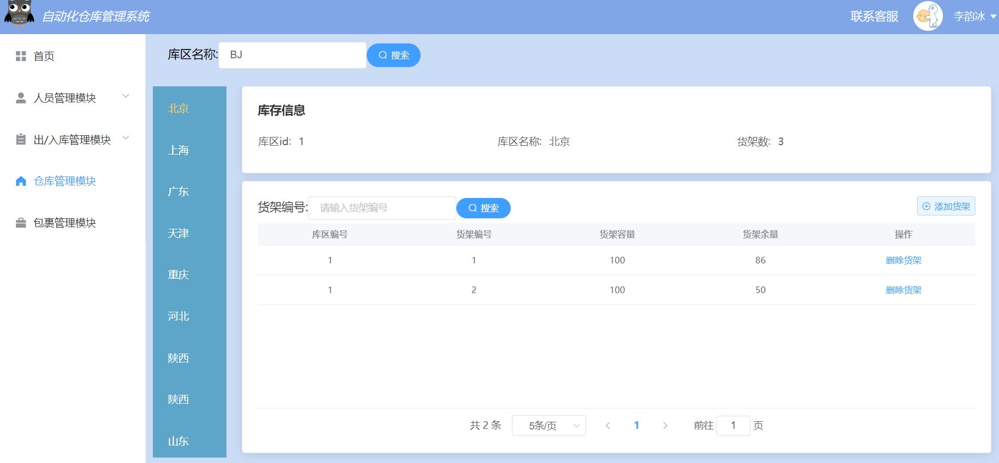 自动化仓库管理系统
联系客服
李韵冰
首页
人员管理模块
出/入库管理模块
仓库管理模块
包裹管理模块
库区名称: BJ 搜索
北京
上海
广东
天津
重庆
河北
陕西
陕西
山东
库存信息
库区id: 1 库区名称: 北京 货架数: 3
货架编号: 请输入货架编号 搜索 添加货架
库区编号 货架编号 货架容量 货架余量 操作
1 1 100 86 删除货架
1 2 100 50 删除货架
共 2 条 5条/页 1 前往 1 页